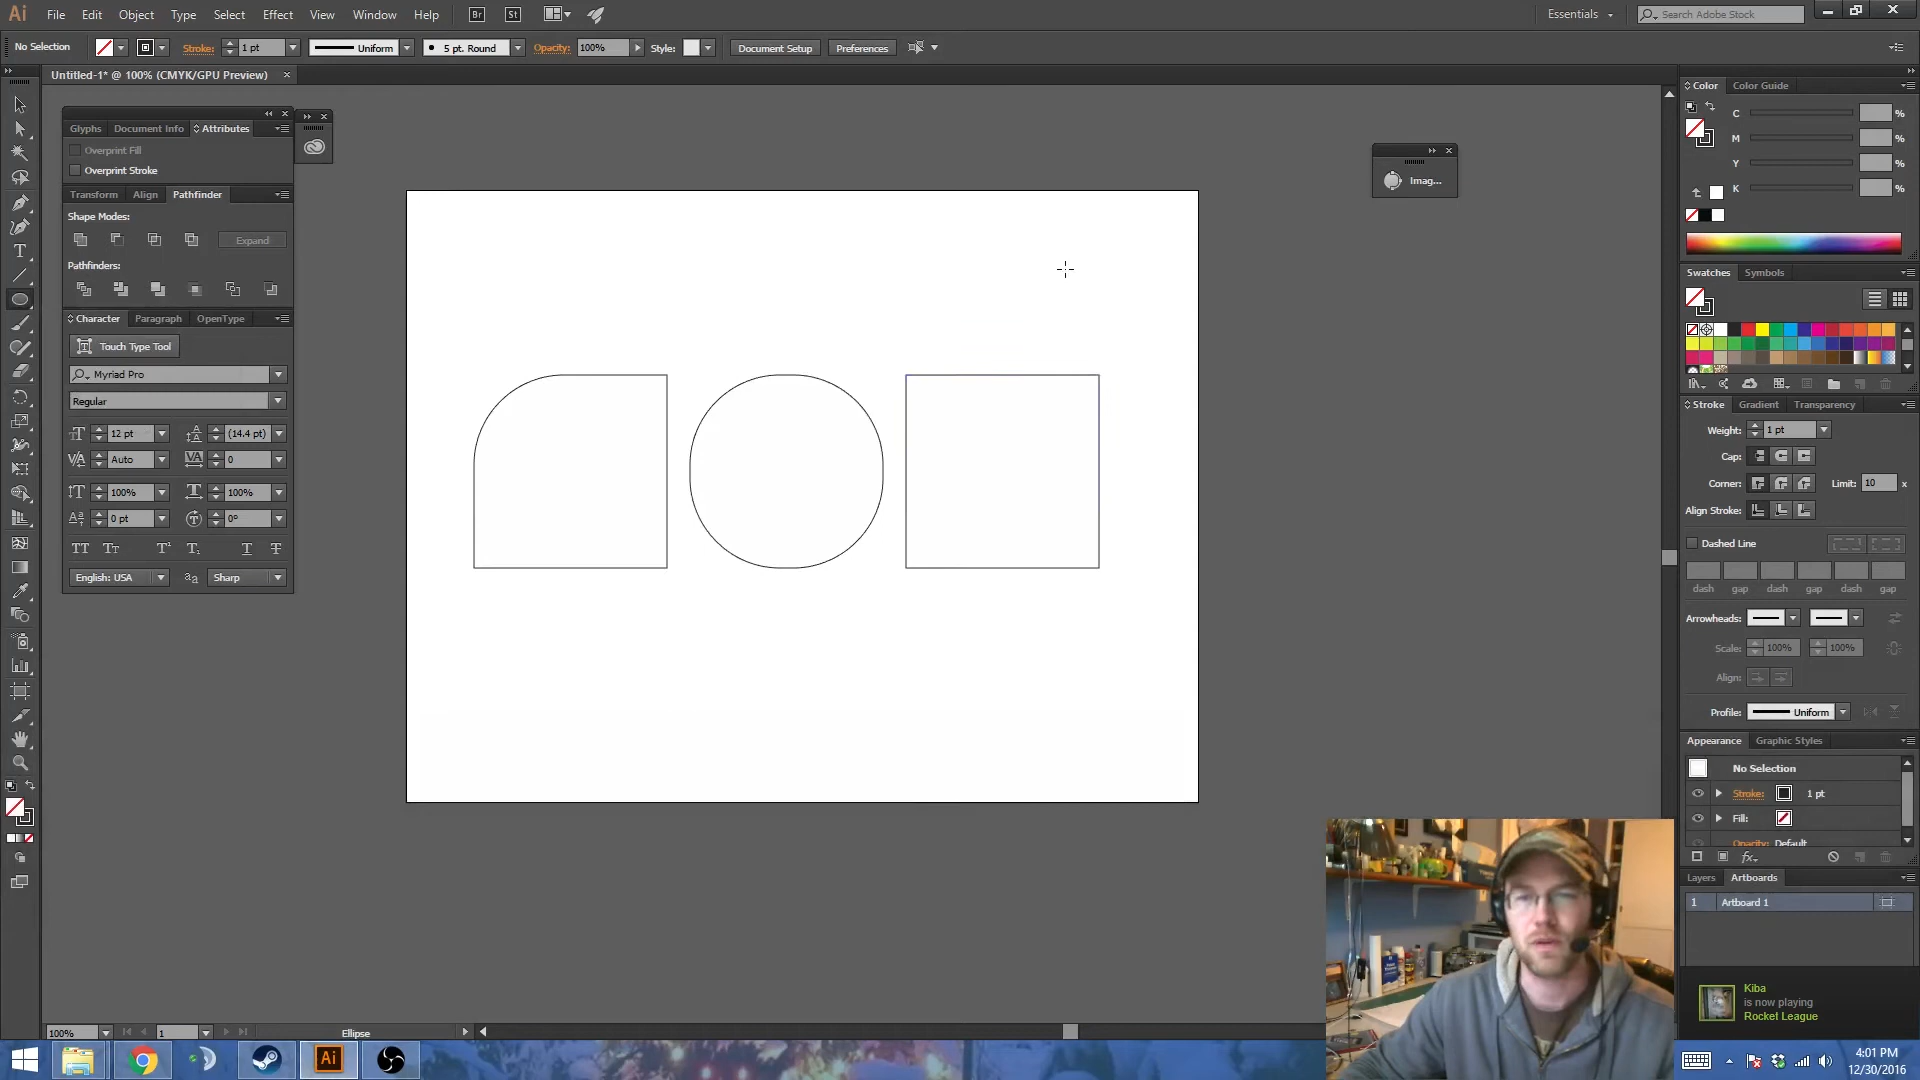 Ai File Edit Object Type Select Effect View Window Help Br St Essentials Search Adobe Stock
No Selection Stroke: 1 pt Uniform 5 pt. Round Opacity: 100% Style: Document Setup Preferences
Untitled-1* @ 100% (CMYK/GPU Preview)
Glyphs Document Info Attributes
Overprint Fill
Overprint Stroke
Transform Align Pathfinder
Shape Modes:
Expand
Pathfinders:
Character Paragraph OpenType
Touch Type Tool
Myriad Pro
Regular
12 pt (14.4 pt)
Auto 0
100% 100%
0 pt 0°
English: USA Sharp
Imag...
Color Color Guide
C %
M %
Y %
K %
Swatches Symbols
Stroke Gradient Transparency
Weight: 1 pt
Cap:
Corner: Limit: 10 x
Align Stroke:
Dashed Line
dash gap dash gap dash gap
Arrowheads:
Scale: 100% 100%
Align:
Profile: Uniform
Appearance Graphic Styles
No Selection
Stroke: 1 pt
Fill:
Opacity: Default
fx
Layers Artboards
1 Artboard 1
Kiba
is now playing
Rocket League
100% 1 Ellipse
Ai
4:01 PM
12/30/2016